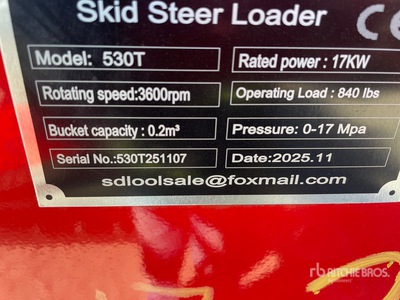 Skid Steer Loader CE
Model: 530T
Rated power : 17KW
Rotating speed:3600rpm
Operating Load : 840 lbs
Bucket capacity : 0.2m³
Pressure: 0-17 Mpa
Serial No.:530T251107
Date:2025.11
sdloolsale@foxmail.com
rb RITCHIE BROS.